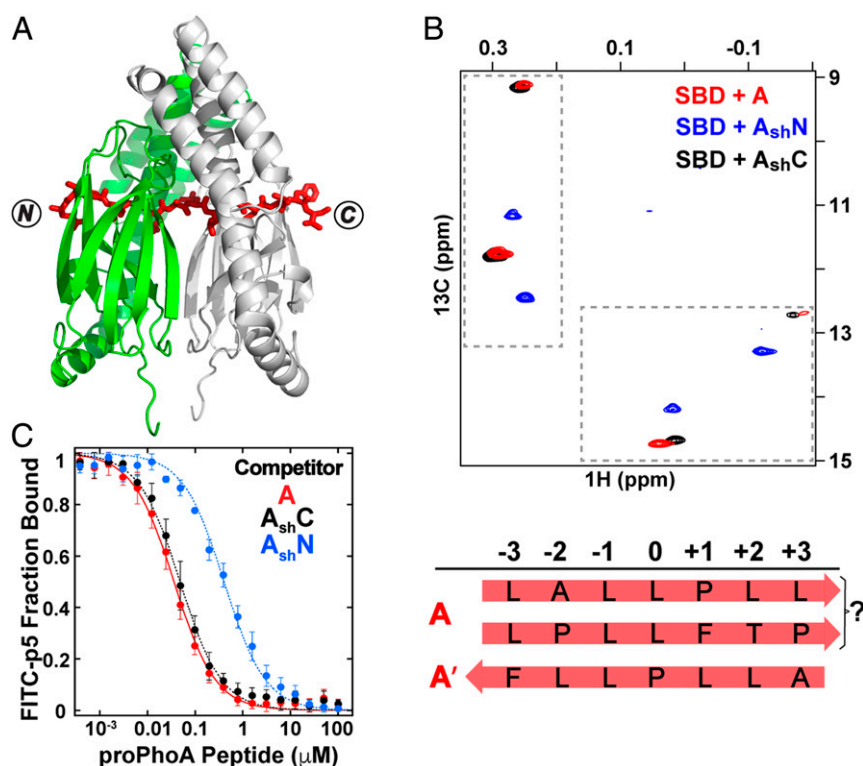 A
N
C
B
0.3 0.1 -0.1
9
11
13
15
SBD + A
SBD + AshN
SBD + AshC
13C (ppm)
1H (ppm)
C
1
0.8
0.6
0.4
0.2
0
Competitor
A
AshC
AshN
FITC-p5 Fraction Bound
10-3 0.01 0.1 1 10 100
proPhoA Peptide (μM)
-3 -2 -1 0 +1 +2 +3
A
L A L L P L L
L P L L F T P
?
A′ F L L P L L A